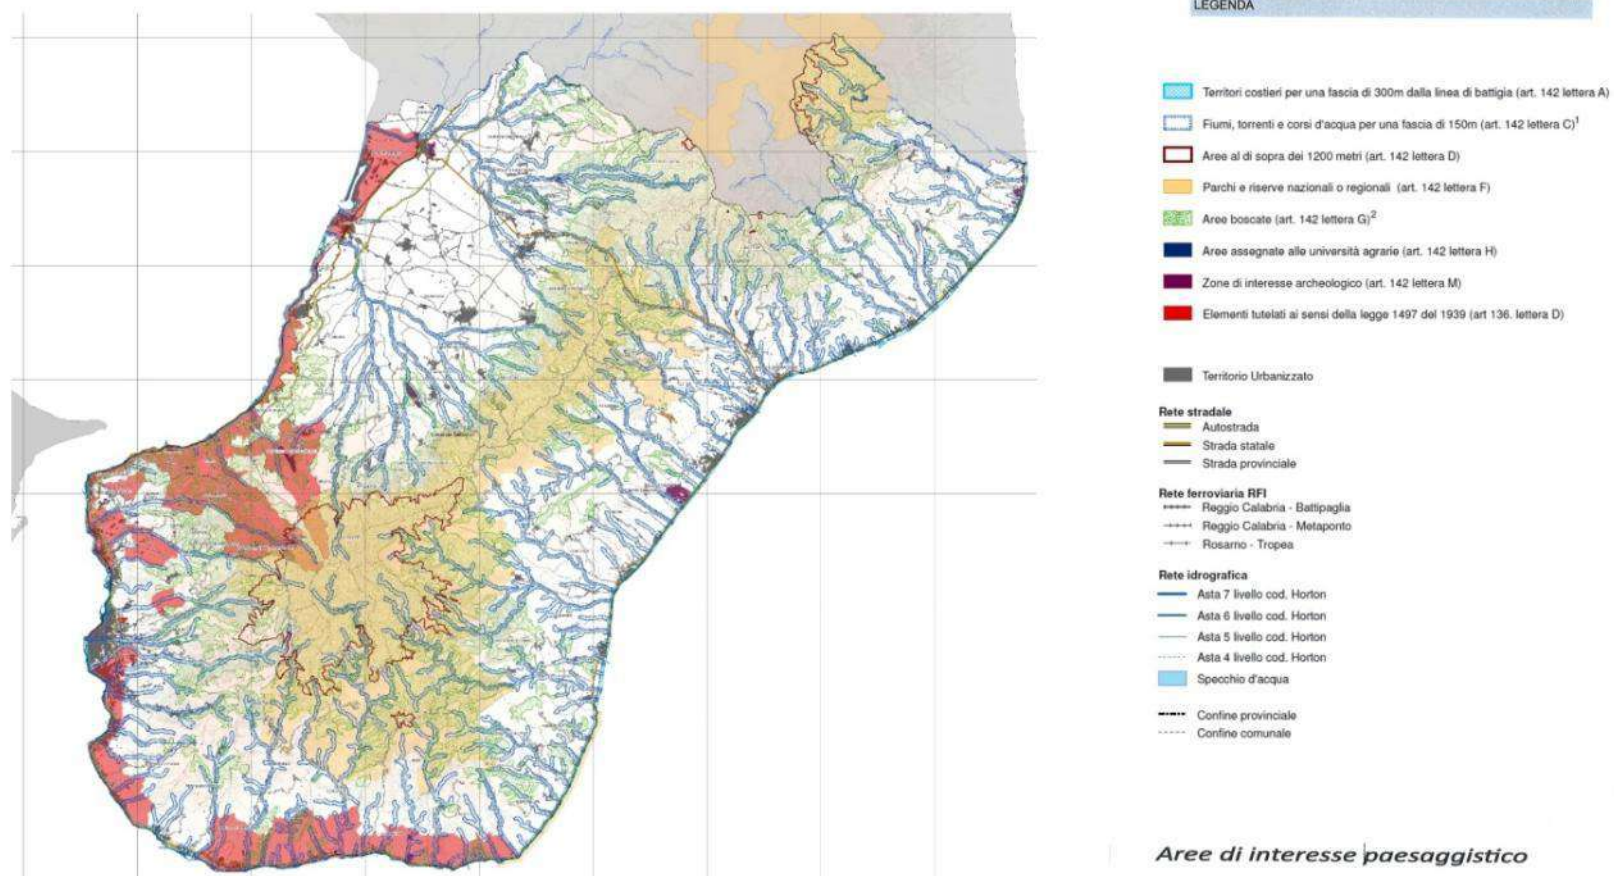 LEGENDA
Territori costieri per una fascia di 300m dalla linea di battigia (art. 142 lettera A)
Fiumi, torrenti e corsi d'acqua per una fascia di 150m (art. 142 lettera C)1
Aree al di sopra dei 1200 metri (art. 142 lettera D)
Parchi e riserve nazionali o regionali (art. 142 lettera F)
Aree boscate (art. 142 lettera G)2
Aree assegnate alle università agrarie (art. 142 lettera H)
Zone di interesse archeologico (art. 142 lettera M)
Elementi tutelati ai sensi della legge 1497 del 1939 (art 136. lettera D)
Territorio Urbanizzato
Rete stradale
Autostrada
Strada statale
Strada provinciale
Rete ferroviaria RFI
Reggio Calabria - Battipaglia
Reggio Calabria - Metaponto
Rosarno - Tropea
Rete idrografica
Asta 7 livello cod. Horton
Asta 6 livello cod. Horton
Asta 5 livello cod. Horton
Asta 4 livello cod. Horton
Specchio d'acqua
Confine provinciale
Confine comunale
Aree di interesse paesaggistico